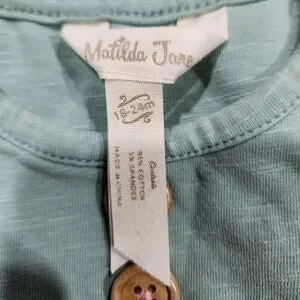 Matilda Jane
18-24m
95% COTTON
5% SPANDEX
MADE IN CHINA